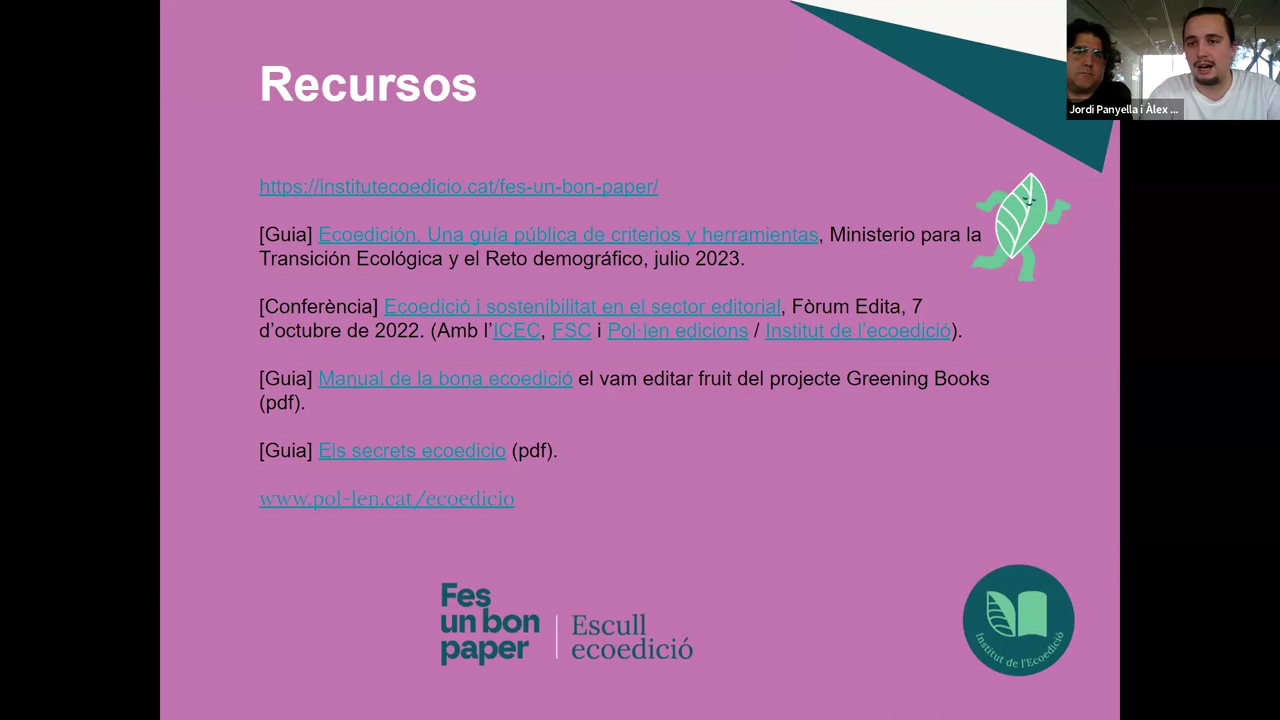 Recursos
Jordi Panyella i Àlex ...
https://institutecoedicio.cat/fes-un-bon-paper/
[Guia] Ecoedición. Una guía pública de criterios y herramientas, Ministerio para la
Transición Ecológica y el Reto demográfico, julio 2023.
[Conferència] Ecoedició i sostenibilitat en el sector editorial, Fòrum Edita, 7
d’octubre de 2022. (Amb l’ICEC, FSC i Pol·len edicions / Institut de l’ecoedició).
[Guia] Manual de la bona ecoedició el vam editar fruit del projecte Greening Books
(pdf).
[Guia] Els secrets ecoedicio (pdf).
www.pol-len.cat/ecoedicio
Fes
un bon
paper
Escull
ecoedició
Institut de l'Ecoedició